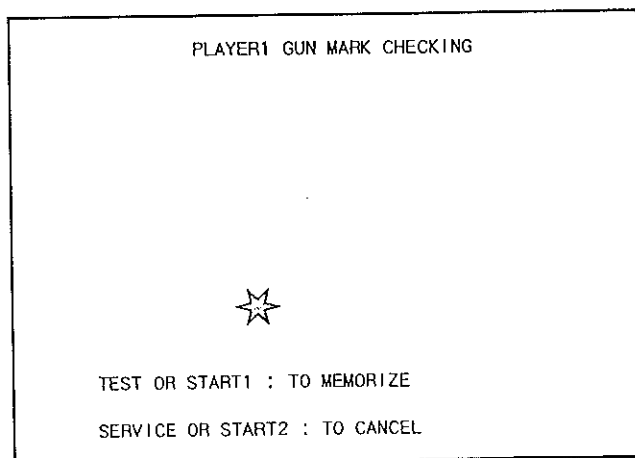 PLAYER1 GUN MARK CHECKING
TEST OR START1 : TO MEMORIZE
SERVICE OR START2 : TO CANCEL